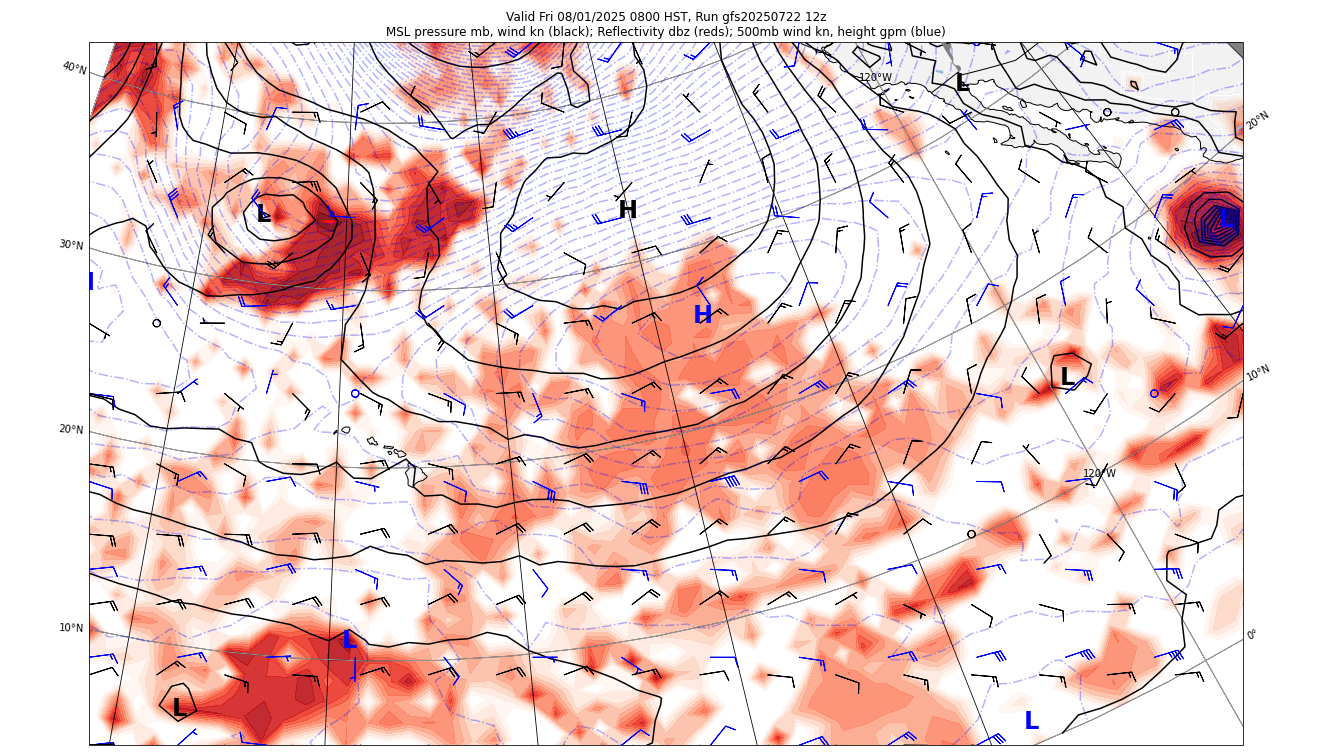 Valid Fri 08/01/2025 0800 HST, Run gfs20250722 12z
MSL pressure mb, wind kn (black); Reflectivity dbz (reds); 500mb wind kn, height gpm (blue)
40°N
120°W
L
20°N
L
H
L
30°N
H
L
10°N
20°N
120°W
10°N
L
0°
L
L